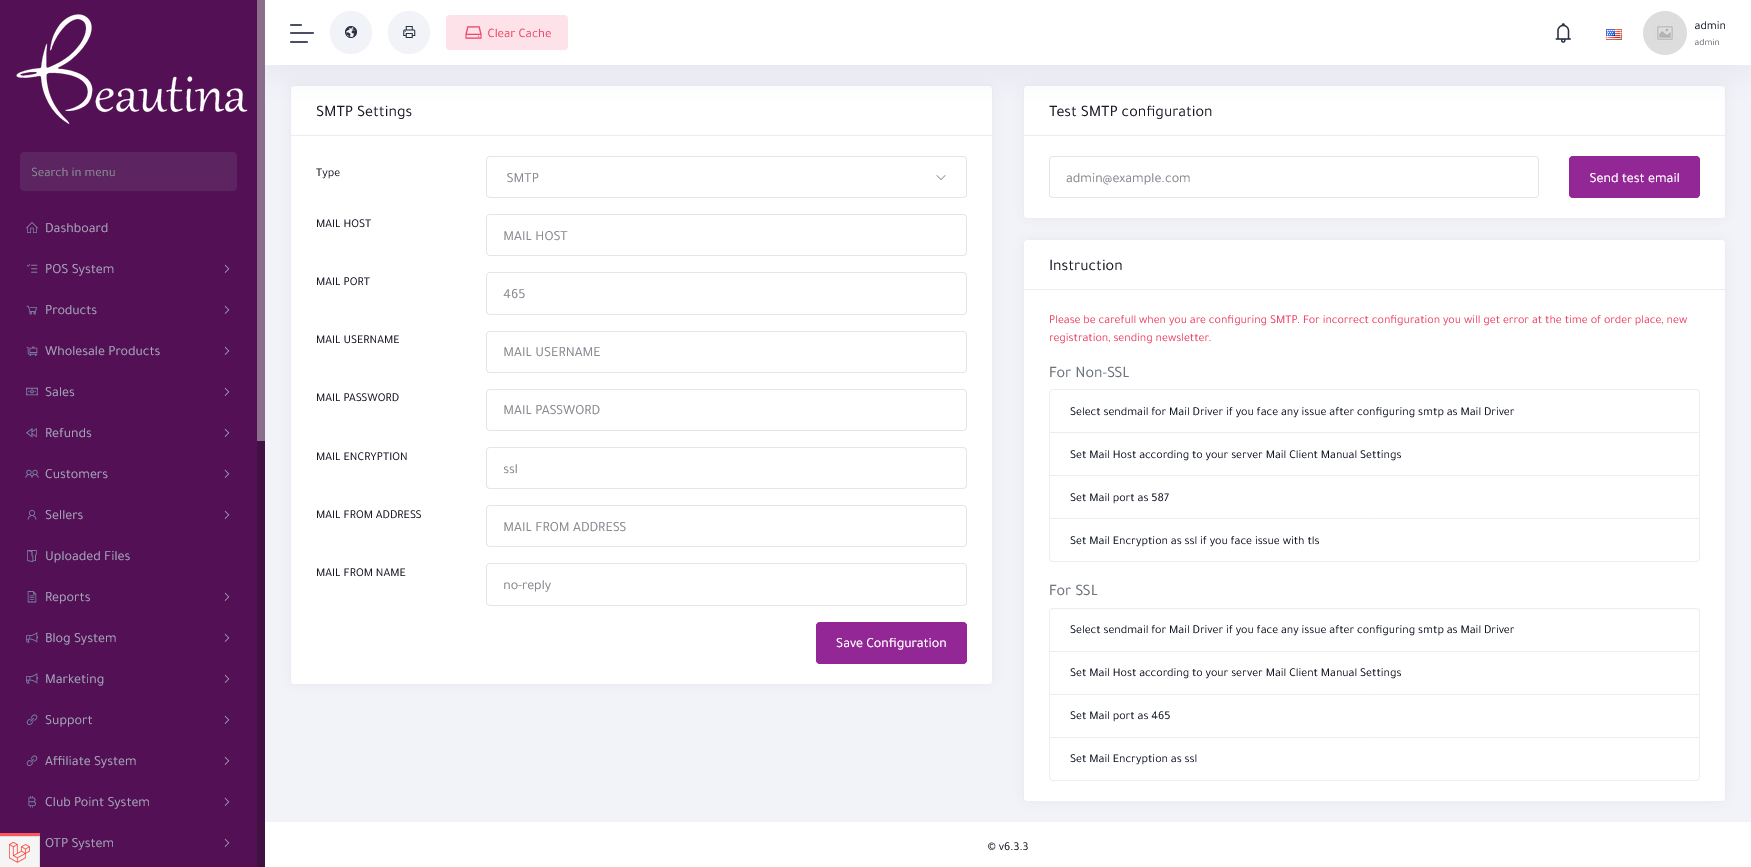 Beautina
Search in menu
Dashboard
POS System
Products
Wholesale Products
Sales
Refunds
Customers
Sellers
Uploaded Files
Reports
Blog System
Marketing
Support
Affiliate System
Club Point System
OTP System
Clear Cache
admin
admin
SMTP Settings
Type
SMTP
MAIL HOST
MAIL HOST
MAIL PORT
465
MAIL USERNAME
MAIL USERNAME
MAIL PASSWORD
MAIL PASSWORD
MAIL ENCRYPTION
ssl
MAIL FROM ADDRESS
MAIL FROM ADDRESS
MAIL FROM NAME
no-reply
Save Configuration
Test SMTP configuration
admin@example.com
Send test email
Instruction
Please be carefull when you are configuring SMTP. For incorrect configuration you will get error at the time of order place, new
registration, sending newsletter.
For Non-SSL
Select sendmail for Mail Driver if you face any issue after configuring smtp as Mail Driver
Set Mail Host according to your server Mail Client Manual Settings
Set Mail port as 587
Set Mail Encryption as ssl if you face issue with tls
For SSL
Select sendmail for Mail Driver if you face any issue after configuring smtp as Mail Driver
Set Mail Host according to your server Mail Client Manual Settings
Set Mail port as 465
Set Mail Encryption as ssl
© v6.3.3